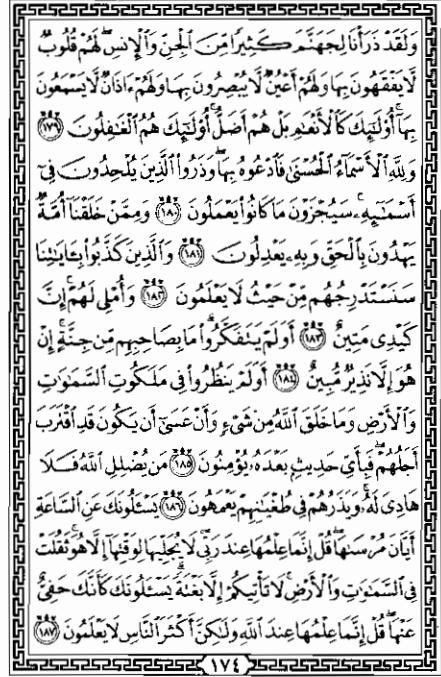 وَلَقَدْ ذَرَأْنَا لِجَهَنَّمَ كَثِيرًا مِّنَ ٱلْجِنِّ وَٱلْإِنسِ ۖ لَهُمْ قُلُوبٌ
لَّا يَفْقَهُونَ بِهَا وَلَهُمْ أَعْيُنٌ لَّا يُبْصِرُونَ بِهَا وَلَهُمْ ءَاذَانٌ لَّا يَسْمَعُونَ
بِهَآ ۚ أُو۟لَٰٓئِكَ كَٱلْأَنْعَٰمِ بَلْ هُمْ أَضَلُّ ۚ أُو۟لَٰٓئِكَ هُمُ ٱلْغَٰفِلُونَ ١٧٩
وَلِلَّهِ ٱلْأَسْمَآءُ ٱلْحُسْنَىٰ فَٱدْعُوهُ بِهَا ۖ وَذَرُوا۟ ٱلَّذِينَ يُلْحِدُونَ فِىٓ
أَسْمَٰٓئِهِۦ ۚ سَيُجْزَوْنَ مَا كَانُوا۟ يَعْمَلُونَ ١٨٠ وَمِمَّنْ خَلَقْنَآ أُمَّةٌ
يَهْدُونَ بِٱلْحَقِّ وَبِهِۦ يَعْدِلُونَ ١٨١ وَٱلَّذِينَ كَذَّبُوا۟ بِـَٔايَٰتِنَا
سَنَسْتَدْرِجُهُم مِّنْ حَيْثُ لَا يَعْلَمُونَ ١٨٢ وَأُمْلِى لَهُمْ ۚ إِنَّ
كَيْدِى مَتِينٌ ١٨٣ أَوَلَمْ يَتَفَكَّرُوا۟ ۗ مَا بِصَاحِبِهِم مِّن جِنَّةٍ ۚ إِنْ
هُوَ إِلَّا نَذِيرٌ مُّبِينٌ ١٨٤ أَوَلَمْ يَنظُرُوا۟ فِى مَلَكُوتِ ٱلسَّمَٰوَٰتِ
وَٱلْأَرْضِ وَمَا خَلَقَ ٱللَّهُ مِن شَىْءٍ وَأَنْ عَسَىٰٓ أَن يَكُونَ قَدِ ٱقْتَرَبَ
أَجَلُهُمْ ۖ فَبِأَىِّ حَدِيثٍۭ بَعْدَهُۥ يُؤْمِنُونَ ١٨٥ مَن يُضْلِلِ ٱللَّهُ فَلَا
هَادِىَ لَهُۥ ۚ وَيَذَرُهُمْ فِى طُغْيَٰنِهِمْ يَعْمَهُونَ ١٨٦ يَسْـَٔلُونَكَ عَنِ ٱلسَّاعَةِ
أَيَّانَ مُرْسَىٰهَا ۖ قُلْ إِنَّمَا عِلْمُهَا عِندَ رَبِّى ۖ لَا يُجَلِّيهَا لِوَقْتِهَآ إِلَّا هُوَ ۚ ثَقُلَتْ
فِى ٱلسَّمَٰوَٰتِ وَٱلْأَرْضِ ۚ لَا تَأْتِيكُمْ إِلَّا بَغْتَةً ۗ يَسْـَٔلُونَكَ كَأَنَّكَ حَفِىٌّ
عَنْهَا ۖ قُلْ إِنَّمَا عِلْمُهَا عِندَ ٱللَّهِ وَلَٰكِنَّ أَكْثَرَ ٱلنَّاسِ لَا يَعْلَمُونَ ١٨٧
١٧٤